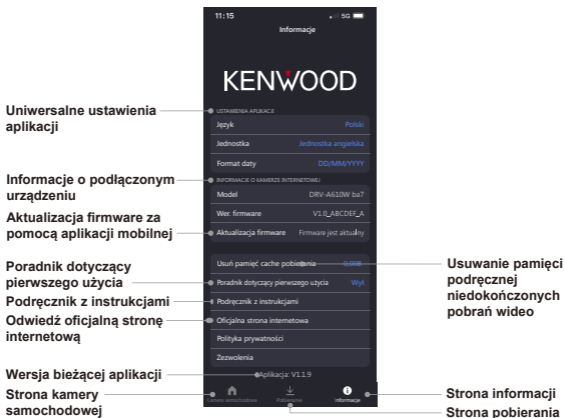 11:15
5G
Informacje
KENWOOD
USTAWIENIA APLIKACJI
Język Polski
Jednostka Jednostka angielska
Format daty DD/MM/YYYY
INFORMACJE O KAMERZE INTERNETOWEJ
Model DRV-A610W ba7
Wer. firmware V1.0_ABCDEF_A
Aktualizacja firmware Firmware jest aktualny
Usuń pamięć cache pobierania 0,00B
Poradnik dotyczący pierwszego użycia Wył
Podręcznik z instrukcjami
Oficjalna strona internetowa
Polityka prywatności
Zezwolenia
Aplikacja: V1.1.9
Kamera samochodowa Pobieranie Informacje
Uniwersalne ustawienia
aplikacji
Informacje o podłączonym
urządzeniu
Aktualizacja firmware za
pomocą aplikacji mobilnej
Poradnik dotyczący
pierwszego użycia
Podręcznik z instrukcjami
Odwiedź oficjalną stronę
internetową
Wersja bieżącej aplikacji
Strona kamery
samochodowej
Usuwanie pamięci
podręcznej
niedokończonych
pobrań wideo
Strona informacji
Strona pobierania